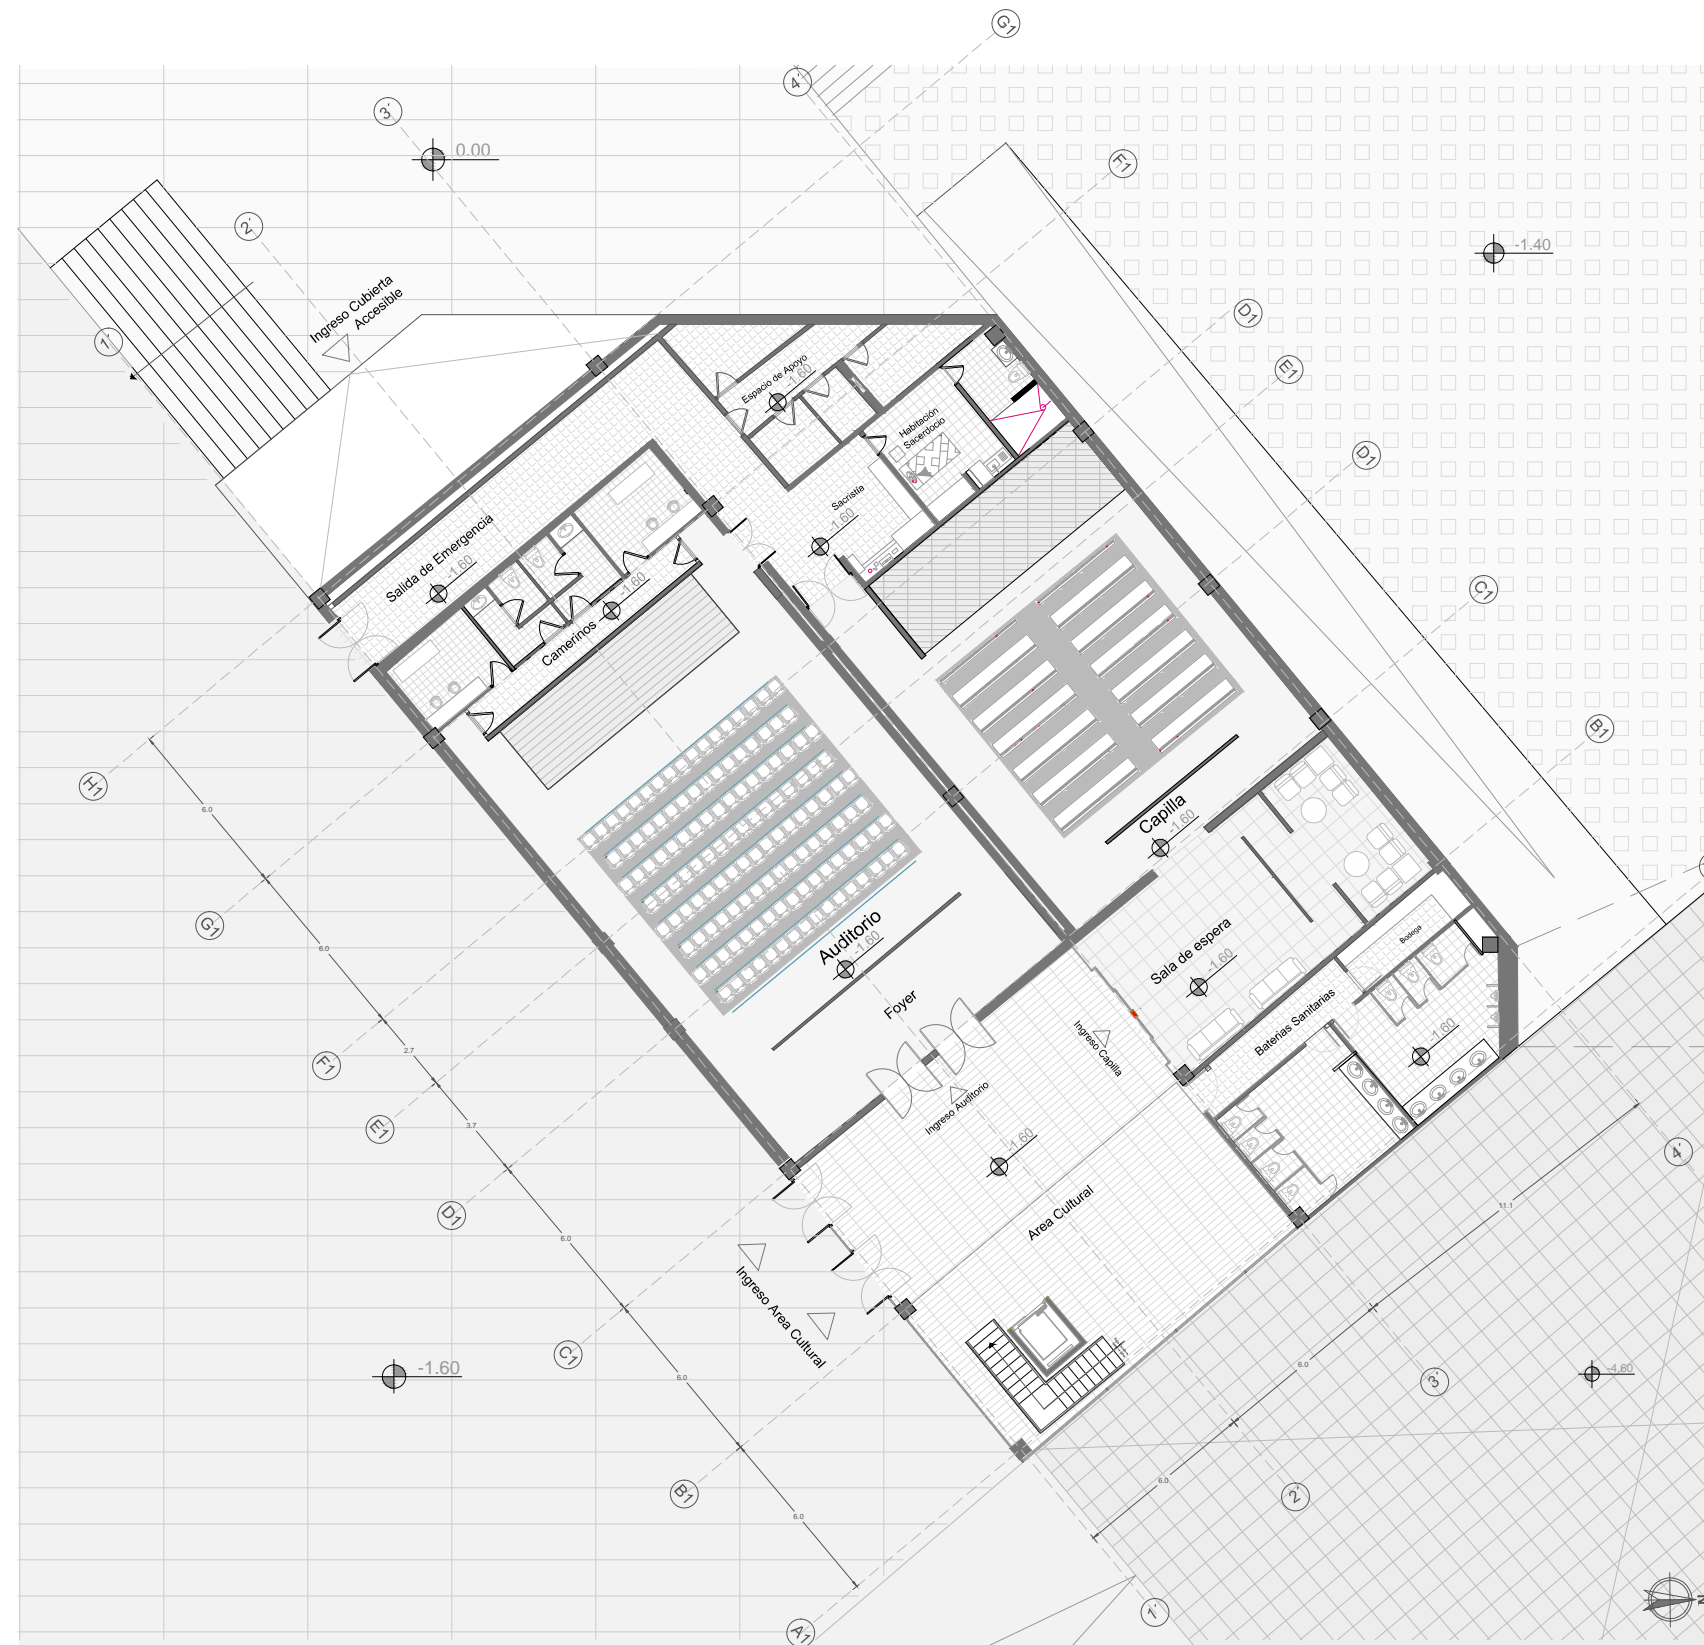 G1
4'
3'
0.00
F1
2'
-1.40
Ingreso Cubierta
Accesible
D1
1'
E1
Espacio de Apoyo
-1.60
Habitación
Sacerdocio
D1
Sacristía
-1.60
Salida de Emergencia
-1.60
C1
-1.60
Camerinos
B1
H1
6.0
Capilla
-1.60
G1
6.0
Auditorio
-1.60
Sala de espera
-1.60
Bodega
Foyer
Baterias Sanitarias
-1.60
Ingreso Capilla
F1
2.7
E1
3.7
Ingreso Auditorio
-1.60
4'
D1
6.0
Area Cultural
11.1
Ingreso Area Cultural
C1
-1.60
6.0
6.0
3'
-4.60
B1
6.0
6.0
2'
A1
1'
N